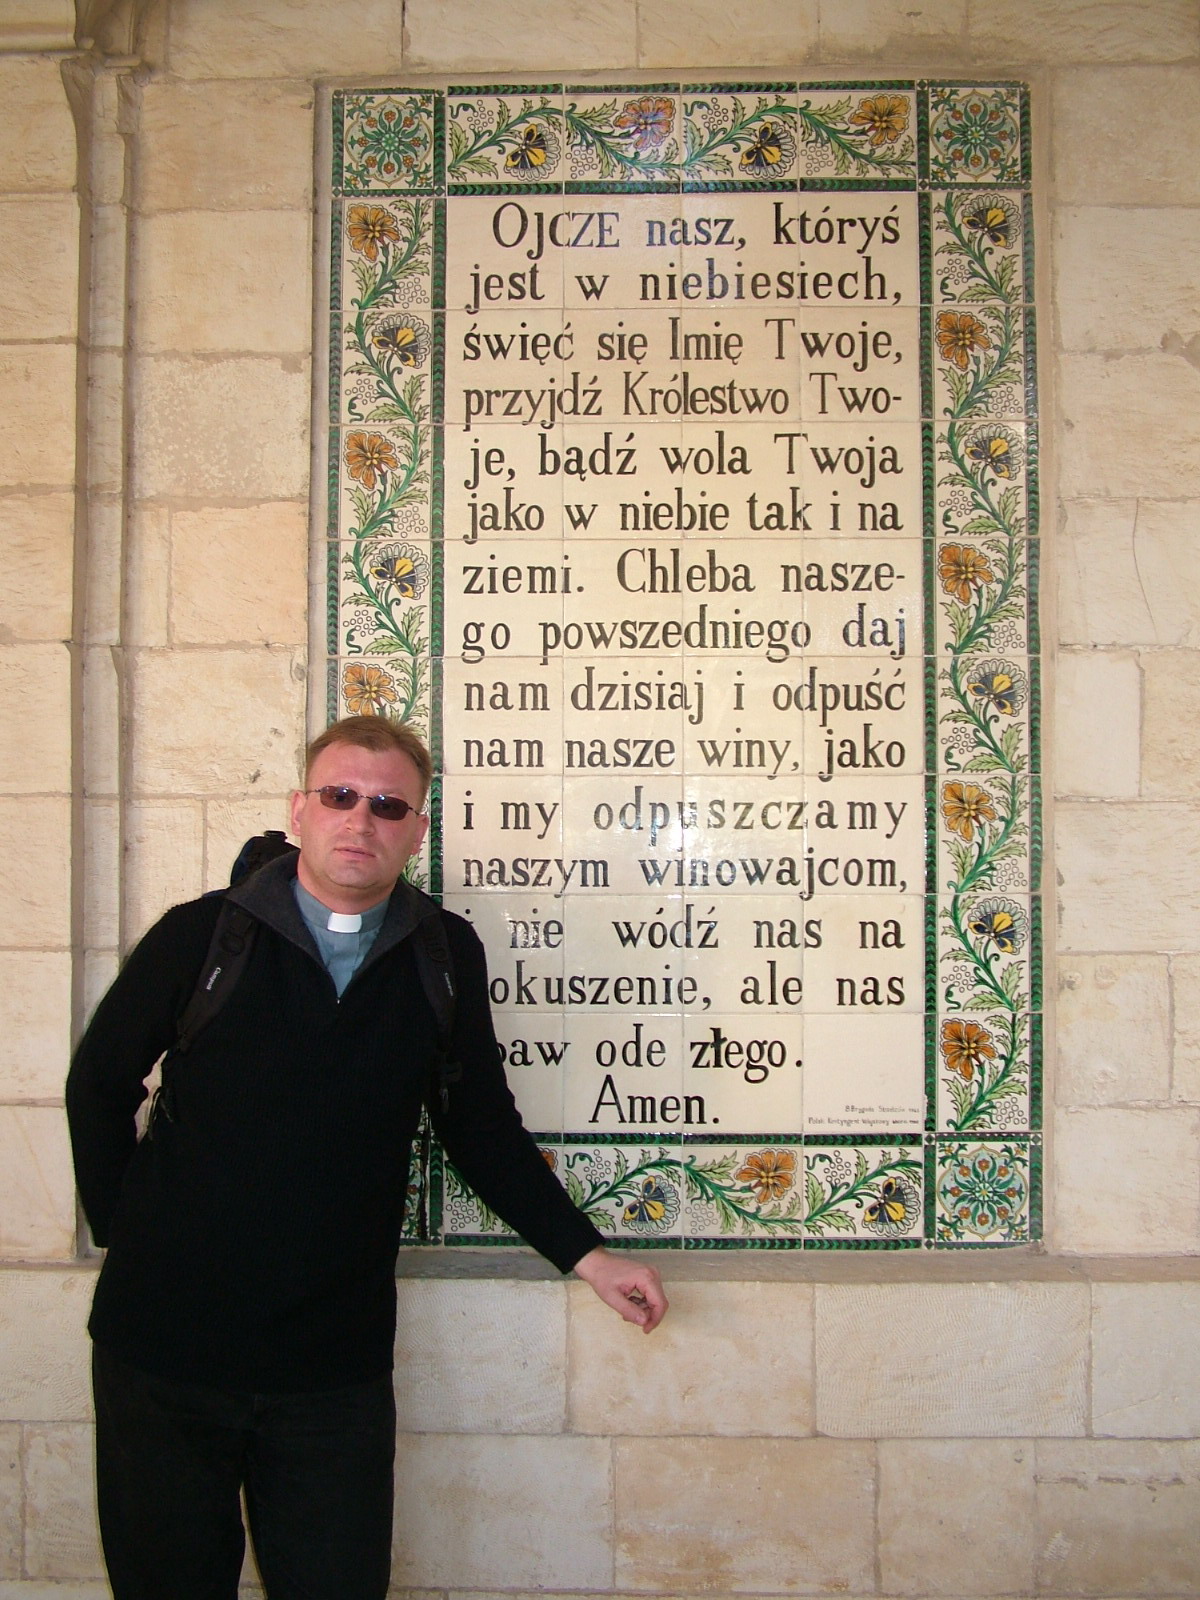 OJCZE nasz, któryś
jest w niebiesiech,
święć się Imię Twoje,
przyjdź Królestwo Two-
je, bądź wola Twoja
jako w niebie tak i na
ziemi. Chleba nasze-
go powszedniego daj
nam dzisiaj i odpuść
nam nasze winy, jako
i my odpuszczamy
naszym winowajcom,
i nie wódź nas na
okuszenie, ale nas
baw ode złego.
Amen.